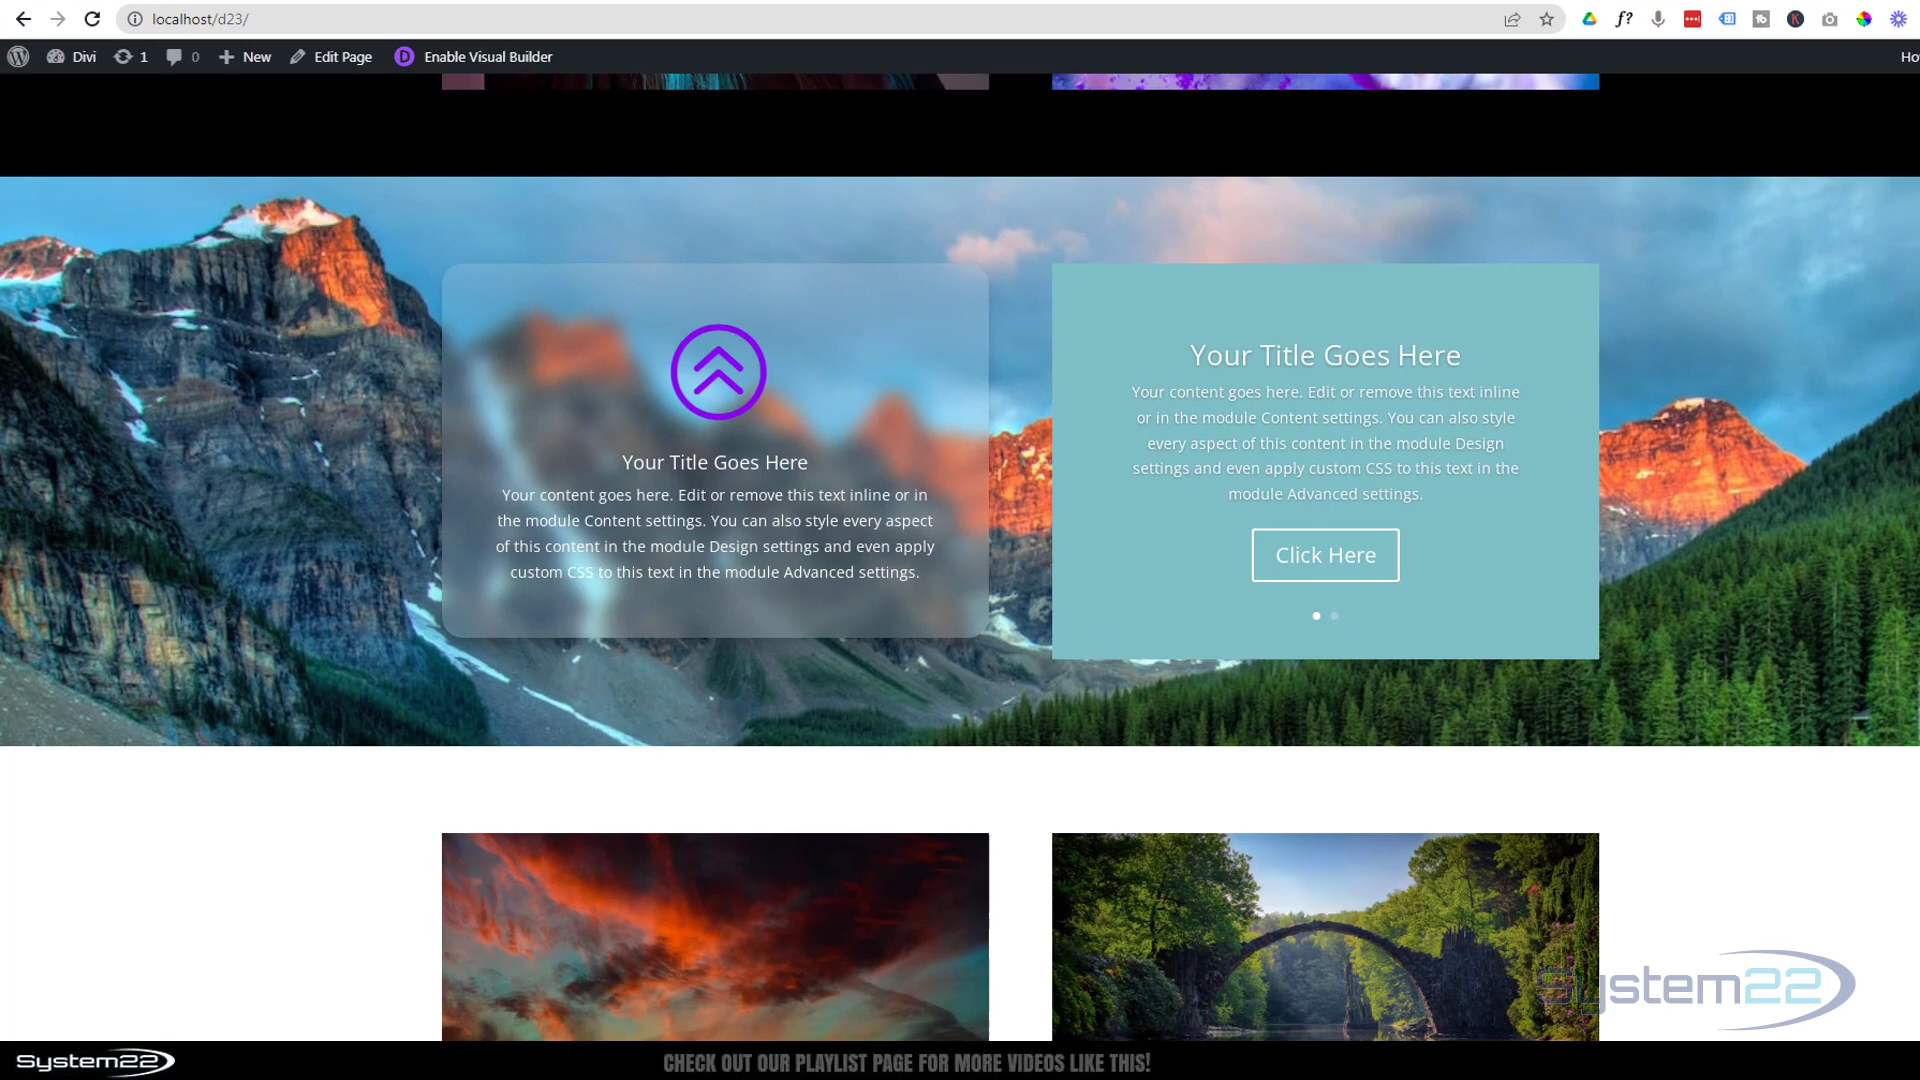 localhost/d23/
Divi 1 0 New Edit Page Enable Visual Builder Ho
Your Title Goes Here
Your content goes here. Edit or remove this text inline or in
the module Content settings. You can also style every aspect
of this content in the module Design settings and even apply
custom CSS to this text in the module Advanced settings.
Your Title Goes Here
Your content goes here. Edit or remove this text inline
or in the module Content settings. You can also style
every aspect of this content in the module Design
settings and even apply custom CSS to this text in the
module Advanced settings.
Click Here
System22
System22
CHECK OUT OUR PLAYLIST PAGE FOR MORE VIDEOS LIKE THIS!